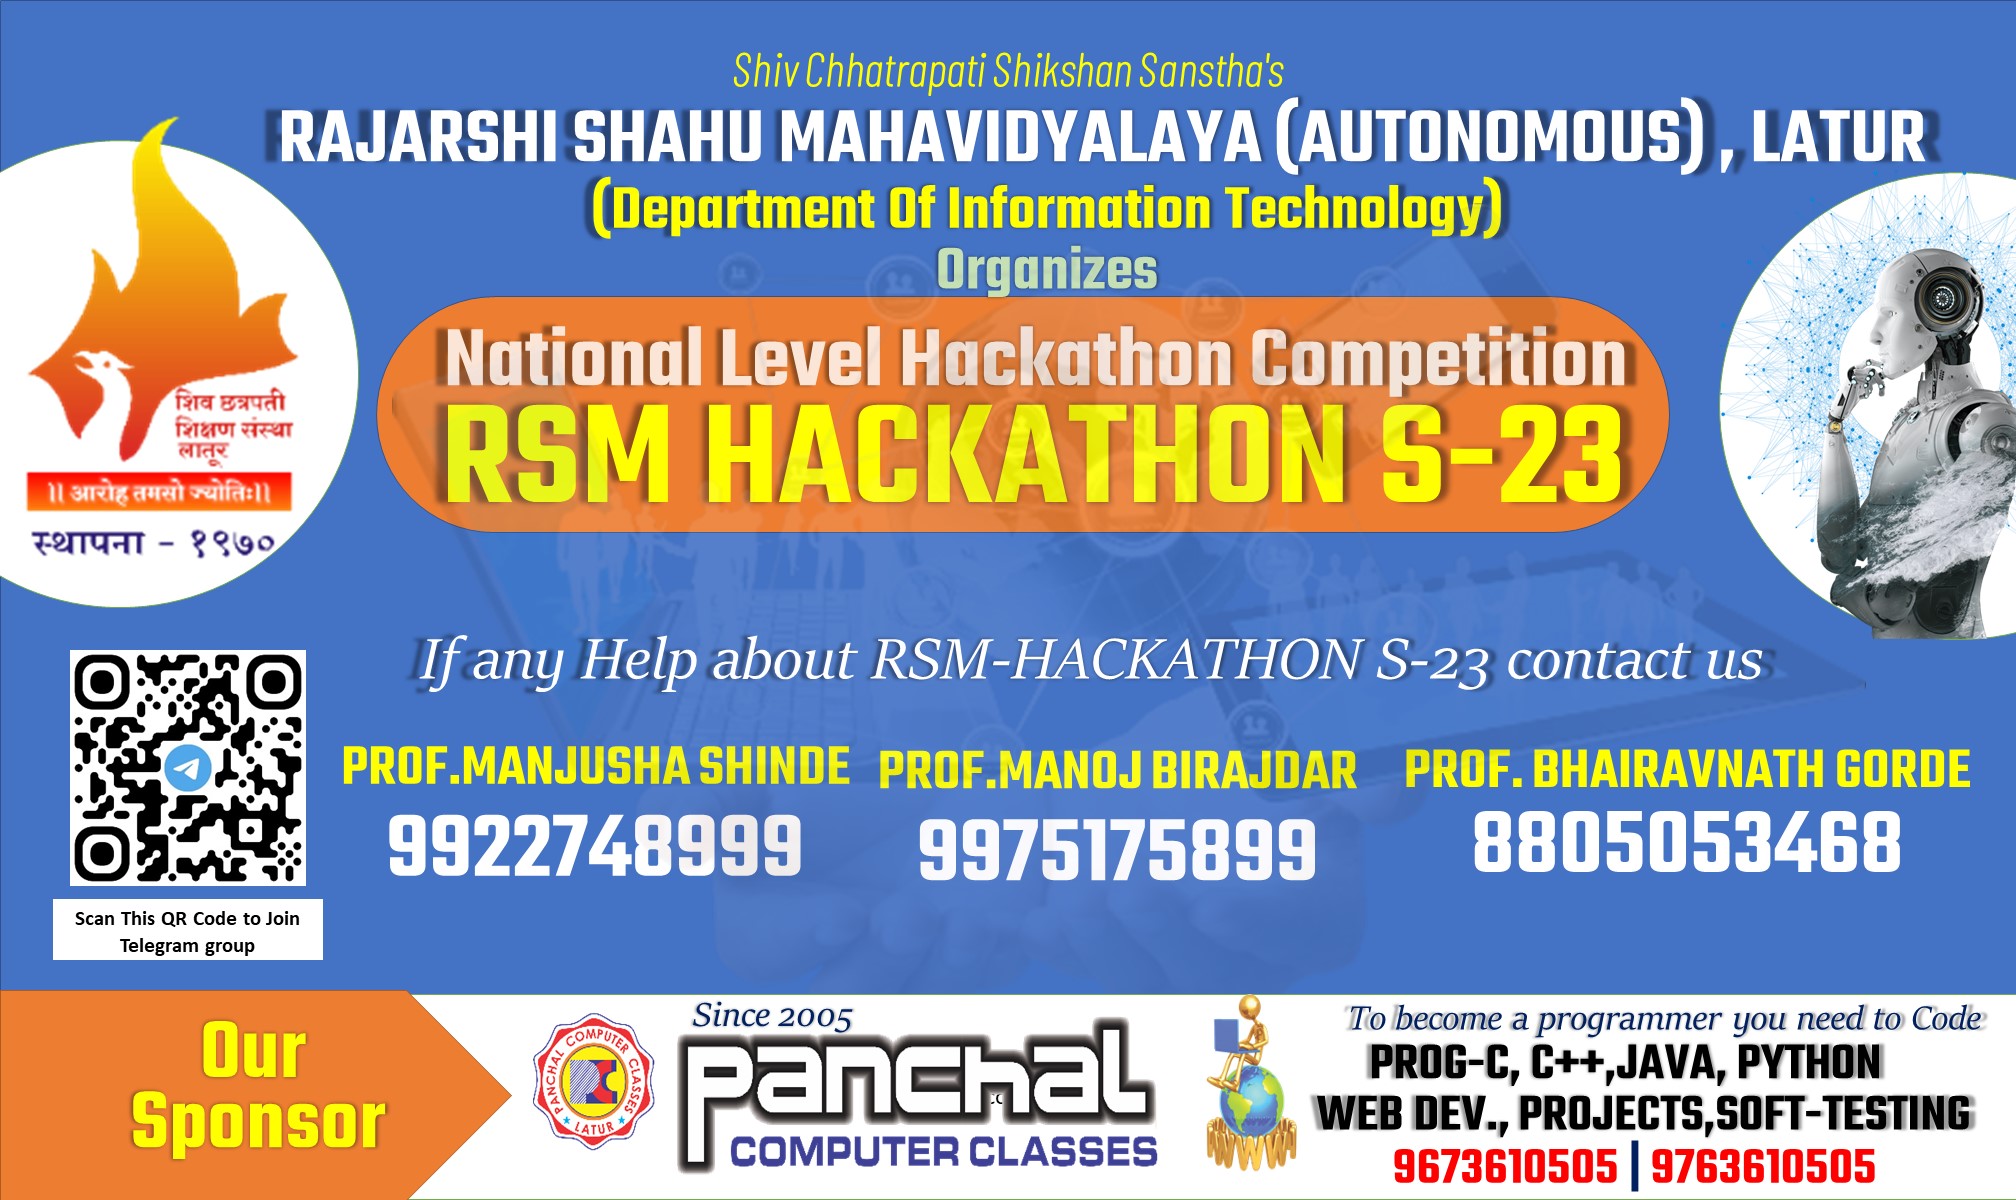 Shiv Chhatrapati Shikshan Sanstha's
RAJARSHI SHAHU MAHAVIDYALAYA (AUTONOMOUS) , LATUR
(Department Of Information Technology)
Organizes
National Level Hackathon Competition
RSM HACKATHON S-23
शिव छत्रपती
शिक्षण संस्था
लातूर
।। आरोह तमसो ज्योतिः।।
स्थापना - १९७०
If any Help about RSM-HACKATHON S-23 contact us
PROF.MANJUSHA SHINDE
9922748999
PROF.MANOJ BIRAJDAR
9975175899
PROF. BHAIRAVNATH GORDE
8805053468
Scan This QR Code to Join
Telegram group
Our
Sponsor
PANCHAL COMPUTER CLASSES
LATUR
Since 2005
Panchal
COMPUTER CLASSES
WWW
To become a programmer you need to Code
PROG-C, C++,JAVA, PYTHON
WEB DEV., PROJECTS,SOFT-TESTING
9673610505 | 9763610505